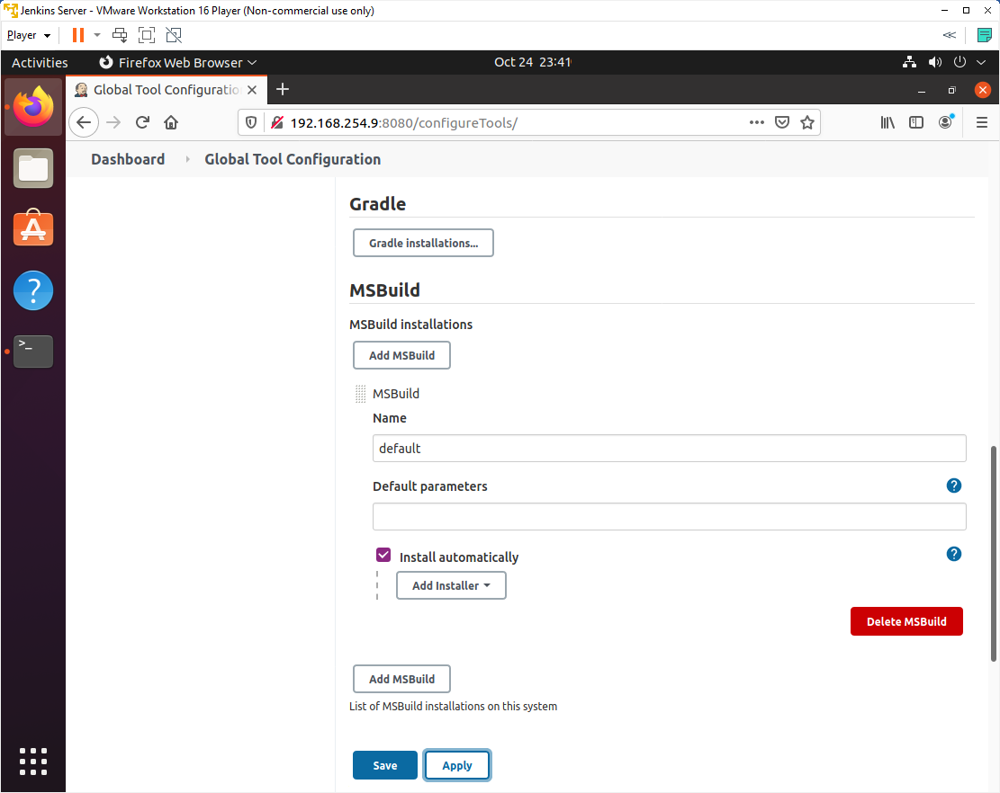 Jenkins Server - VMware Workstation 16 Player (Non-commercial use only)
Player
Activities Firefox Web Browser Oct 24 23:41
Global Tool Configuratio
192.168.254.9:8080/configureTools/
Dashboard Global Tool Configuration
Gradle
Gradle installations...
MSBuild
MSBuild installations
Add MSBuild
MSBuild
Name
default
Default parameters
Install automatically
Add Installer
Delete MSBuild
Add MSBuild
List of MSBuild installations on this system
Save Apply